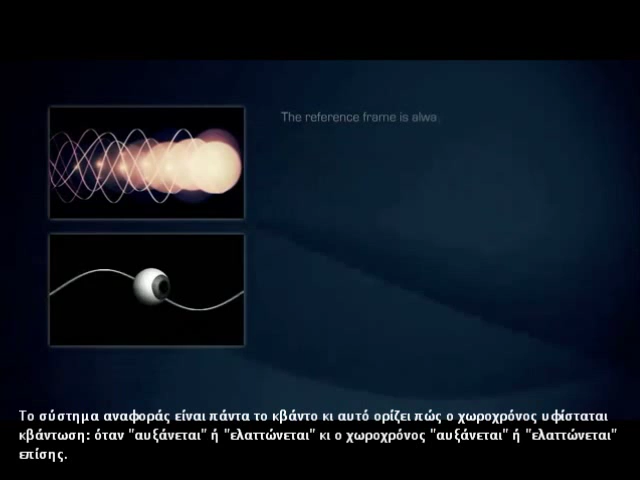 The reference frame is alwa
Το σύστημα αναφοράς είναι πάντα το κβάντο κι αυτό ορίζει πώς ο χωροχρόνος υφίσταται
κβάντωση: όταν "αυξάνεται" ή "ελαττώνεται" κι ο χωροχρόνος "αυξάνεται" ή "ελαττώνεται"
επίσης.